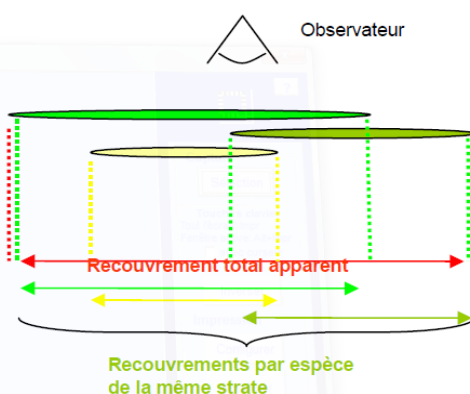 Observateur
Recouvrement total apparent
Recouvrements par espèce
de la même strate